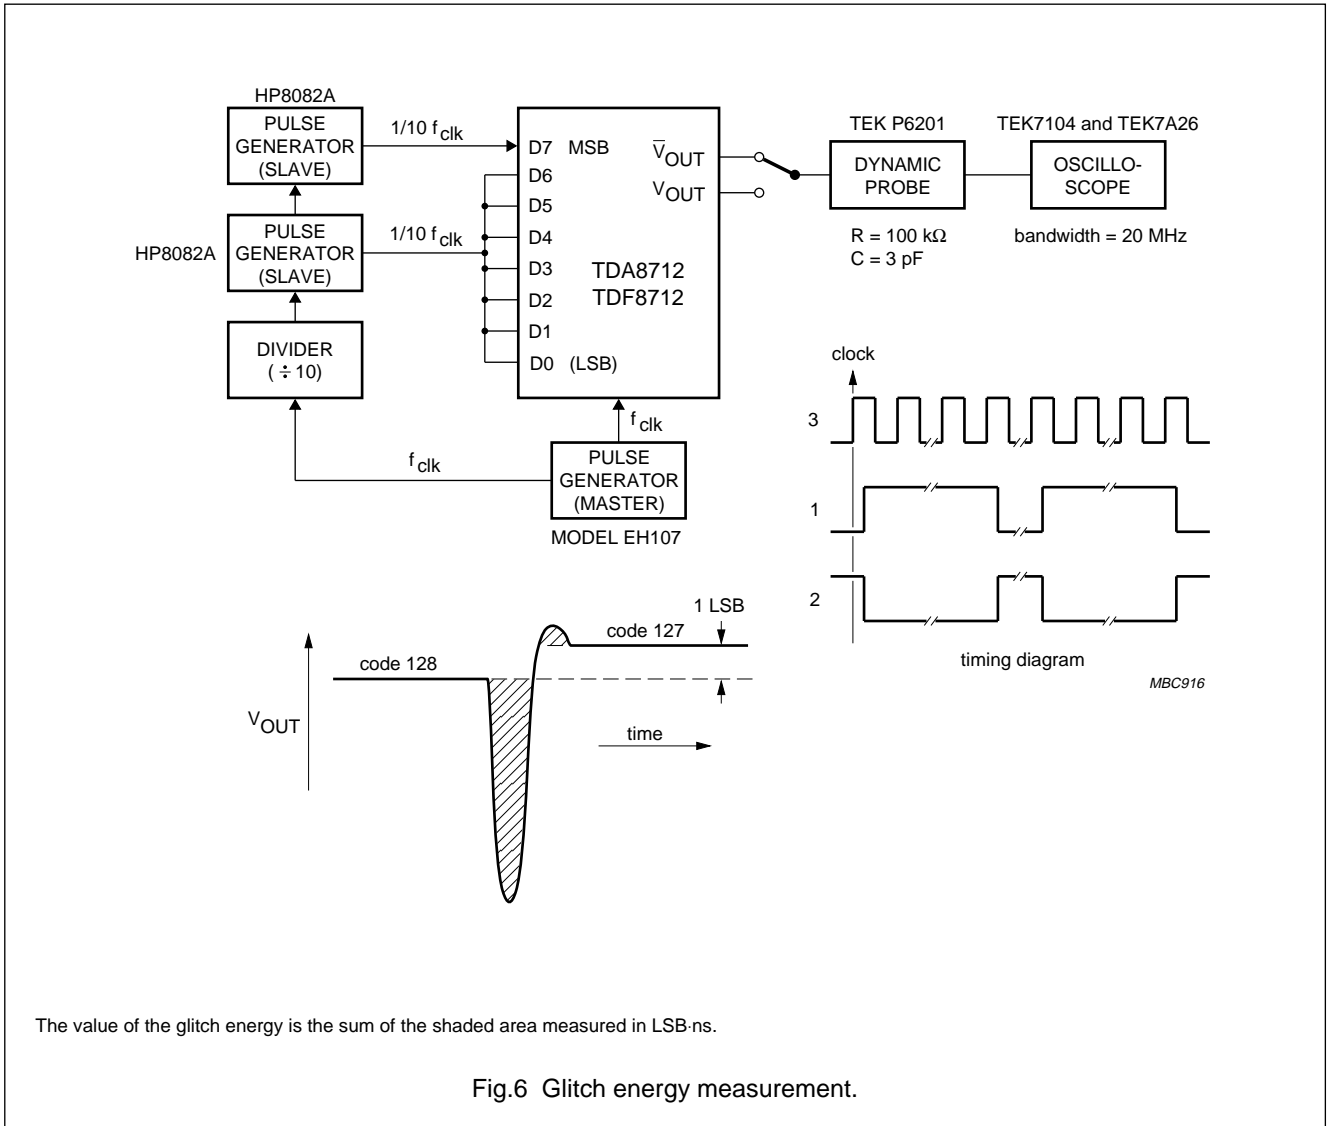 HP8082A
PULSE
GENERATOR
(SLAVE)
1/10 f clk
HP8082A
PULSE
GENERATOR
(SLAVE)
1/10 f clk
DIVIDER
( ÷ 10)
f clk
D7 MSB
D6
D5
D4
D3
D2
D1
D0 (LSB)
V̅OUT
VOUT
TDA8712
TDF8712
f clk
PULSE
GENERATOR
(MASTER)
MODEL EH107
TEK P6201
DYNAMIC
PROBE
R = 100 kΩ
C = 3 pF
TEK7104 and TEK7A26
OSCILLO-
SCOPE
bandwidth = 20 MHz
clock
3
1
2
timing diagram
MBC916
1 LSB
code 127
code 128
VOUT
time
The value of the glitch energy is the sum of the shaded area measured in LSB·ns.
Fig.6 Glitch energy measurement.